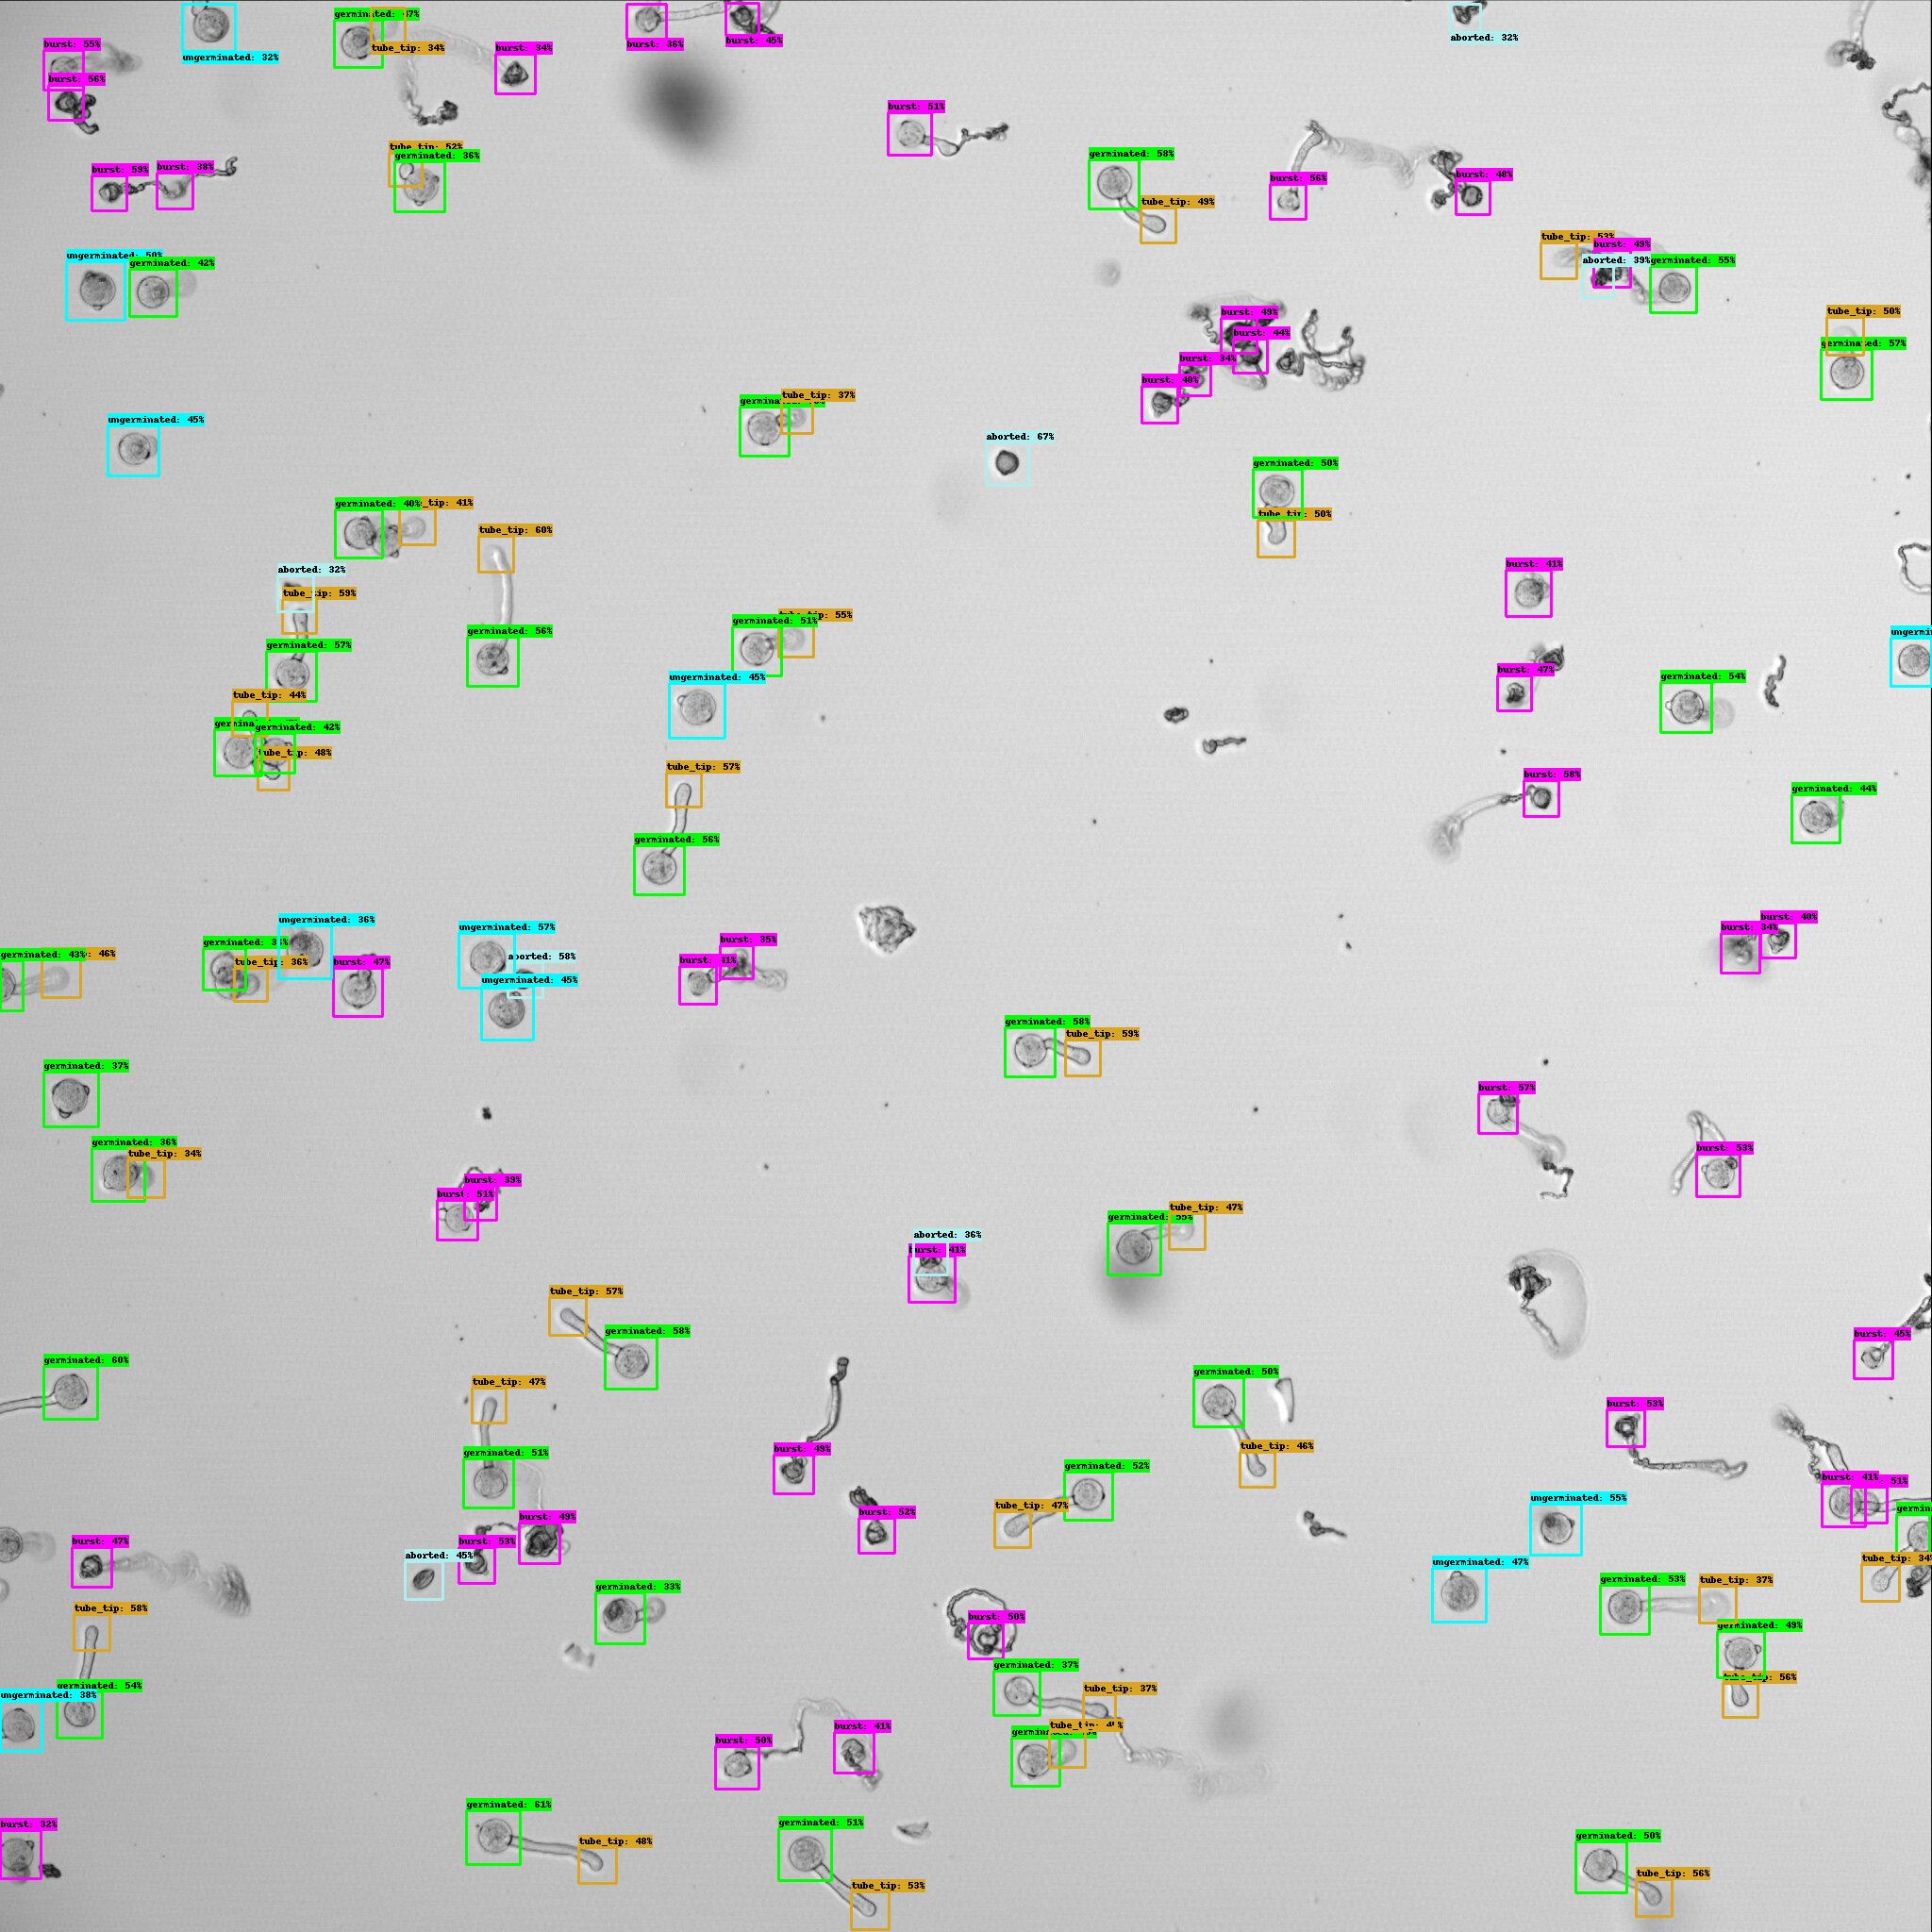 germinated: 47%
tube_tip: 34%
ungerminated: 32%
burst: 55%
burst: 56%
burst: 34%
burst: 36%
burst: 45%
aborted: 32%
burst: 51%
tube_tip: 52%
germinated: 36%
burst: 59%
burst: 38%
germinated: 58%
tube_tip: 49%
burst: 56%
burst: 48%
tube_tip: 53%
burst: 49%
aborted: 39%
germinated: 55%
ungerminated: 50%
germinated: 42%
burst: 49%
burst: 44%
burst: 34%
burst: 40%
tube_tip: 50%
germinated: 57%
tube_tip: 37%
ungerminated: 45%
aborted: 67%
germinated: 50%
tube_tip: 50%
germinated: 40%
_tip: 41%
tube_tip: 60%
aborted: 32%
tube_tip: 59%
germinated: 57%
germinated: 56%
tube_tip: 55%
germinated: 51%
ungerminated: 45%
burst: 41%
burst: 47%
germinated: 54%
tube_tip: 44%
germinated: 42%
tube_tip: 48%
tube_tip: 57%
germinated: 56%
burst: 58%
germinated: 44%
germinated: 43%
: 46%
ungerminated: 36%
tube_tip: 36%
burst: 47%
ungerminated: 57%
aborted: 58%
ungerminated: 45%
burst: 35%
burst: 41%
burst: 40%
burst: 34%
germinated: 58%
tube_tip: 59%
germinated: 37%
germinated: 36%
tube_tip: 34%
burst: 57%
burst: 53%
burst: 39%
burst: 51%
tube_tip: 47%
germinated: 55%
aborted: 36%
burst: 41%
tube_tip: 57%
germinated: 58%
burst: 45%
germinated: 60%
tube_tip: 47%
germinated: 51%
germinated: 50%
tube_tip: 46%
burst: 53%
burst: 49%
germinated: 52%
tube_tip: 47%
burst: 41%
: 51%
burst: 52%
ungerminated: 55%
burst: 49%
burst: 53%
aborted: 45%
burst: 47%
ungerminated: 47%
germinated: 53%
tube_tip: 37%
tube_tip: 34%
germinated: 33%
tube_tip: 58%
burst: 50%
germinated: 49%
tube_tip: 56%
germinated: 37%
tube_tip: 37%
germinated: 54%
ungerminated: 38%
burst: 41%
burst: 50%
germinated: 61%
tube_tip: 48%
germinated: 51%
tube_tip: 53%
burst: 32%
germinated: 50%
tube_tip: 56%